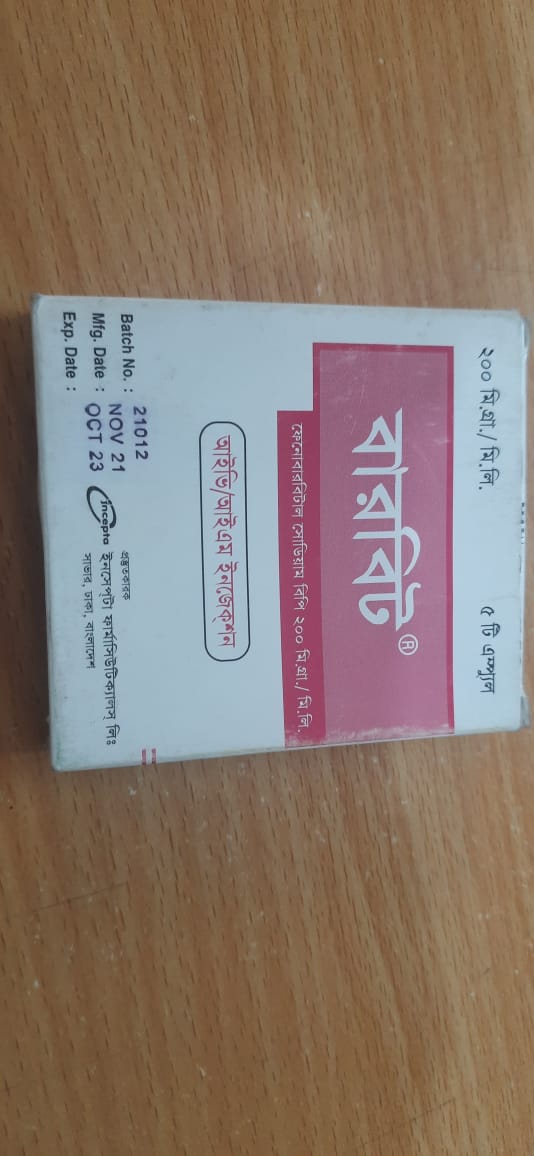 ২০০ মি.গ্রা./ মি.লি.
৫ টি এম্পুল
বারবিট®
ফেনোবারবিটাল সোডিয়াম বিপি ২০০ মি.গ্রা./ মি.লি.
আইভি/আইএম ইনজেক্শন
Batch No. : 21012
Mfg. Date : NOV 21
Exp. Date : OCT 23
Incepta
প্রস্তুতকারক
ইনসেপ্‌টা ফার্মাসিউটিক্যালস্ লিঃ
সাভার, ঢাকা, বাংলাদেশ